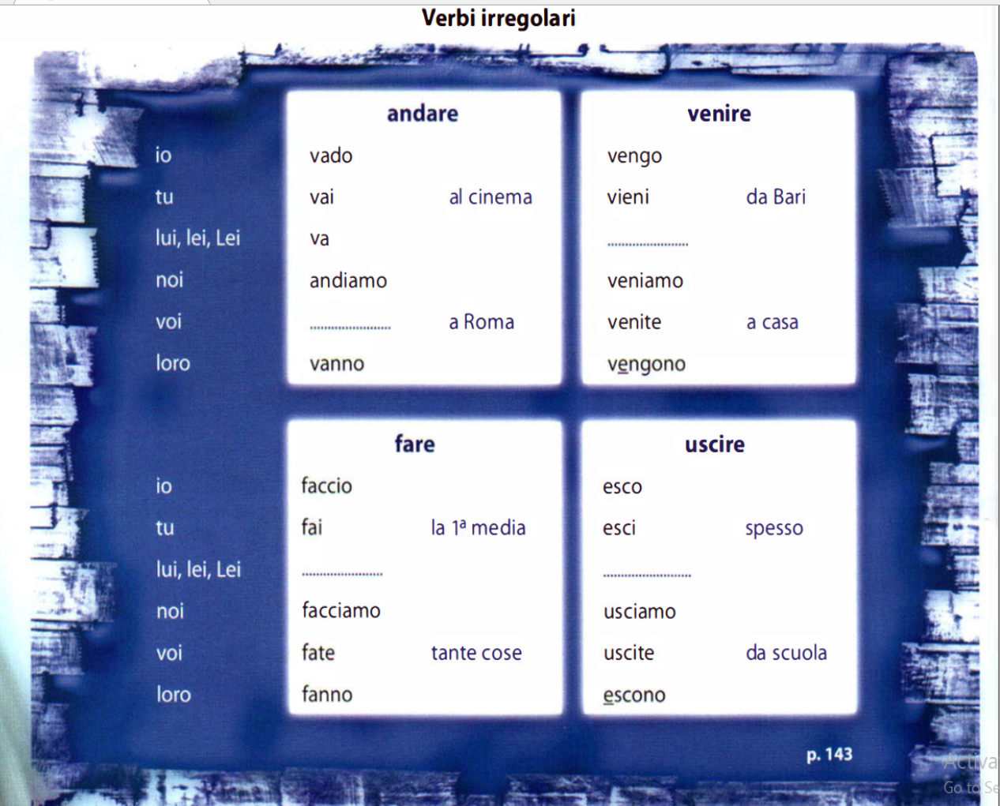 Verbi irregolari
andare venire
io vado vengo
tu vai al cinema vieni da Bari
lui, lei, Lei va ........................
noi andiamo veniamo
voi ........................ a Roma venite a casa
loro vanno vengono
fare uscire
io faccio esco
tu fai la 1ª media esci spesso
lui, lei, Lei ........................ ........................
noi facciamo usciamo
voi fate tante cose uscite da scuola
loro fanno escono
p. 143
Activa
Go to Se